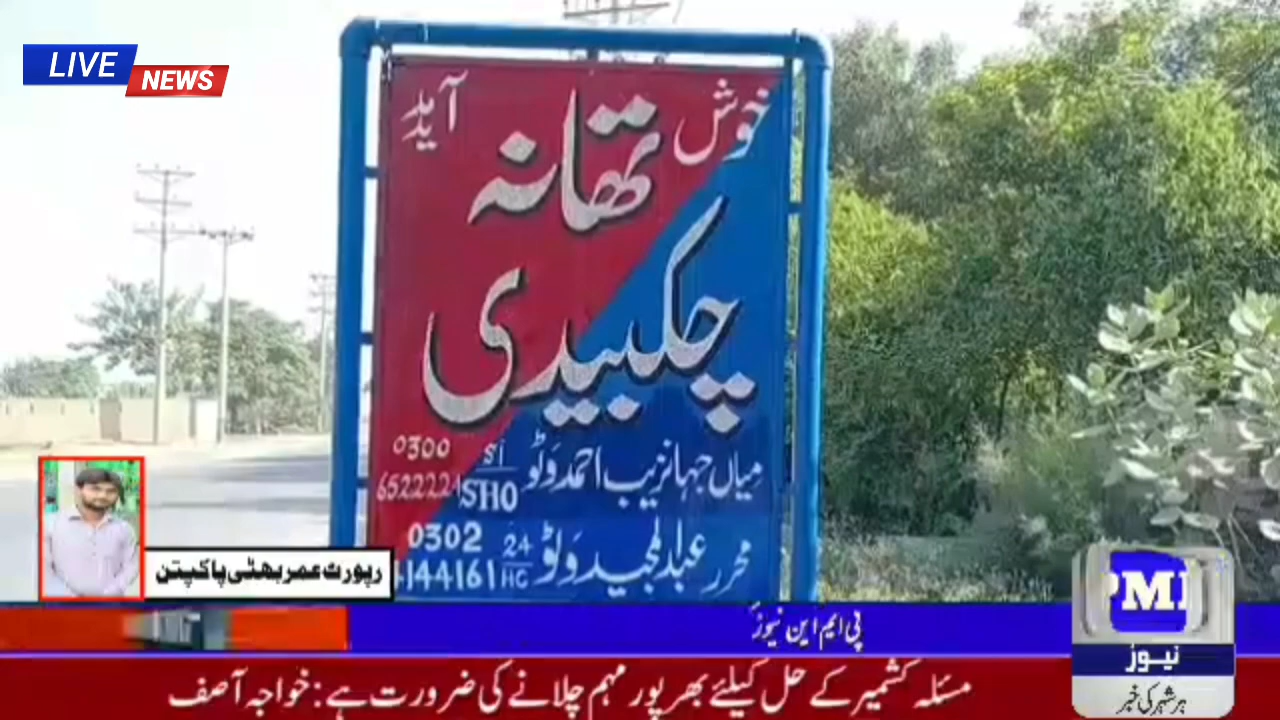 LIVE
NEWS
خوش آمدید
تھانہ
چکبیدی
میاں جہانزیب احمد وٹو SI SHO 0300
6522224
محرر عبدالمجید وٹو 24 HC 0302
4144161
رپورٹ عمر بھٹی پاکپتن
پی ایم این نیوز
نیوز
ہر شہر کی خبر
مسئلہ کشمیر کے حل کیلئے بھرپور مہم چلانے کی ضرورت ہے: خواجہ آصف